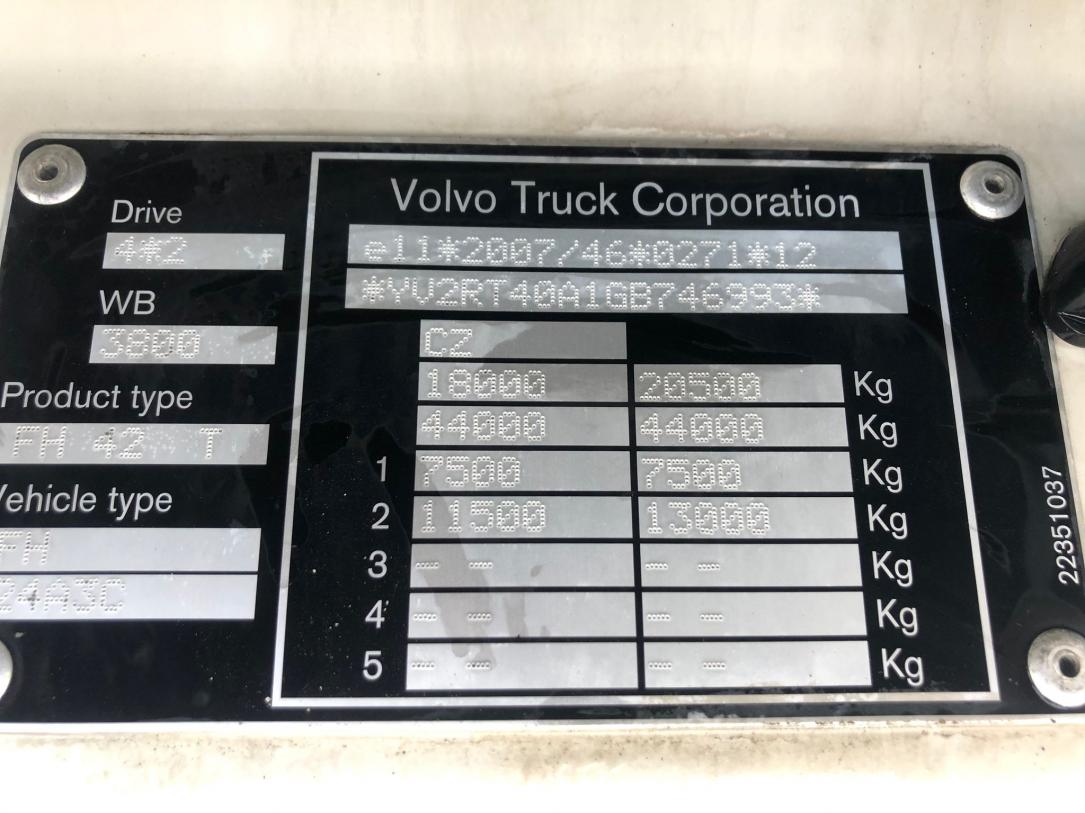 Volvo Truck Corporation
Drive
4*2
e11*2007/46*0271*12
*YV2RT40A1GB746993*
WB
3800
CZ
18000 20500 Kg
Product type
FH 42 T
44000 44000 Kg
1 7500 7500 Kg
Vehicle type
FH
24A3C
2 11500 13000 Kg
3 -- -- -- -- Kg
4 -- -- -- -- Kg
5 -- -- -- -- Kg
22351037